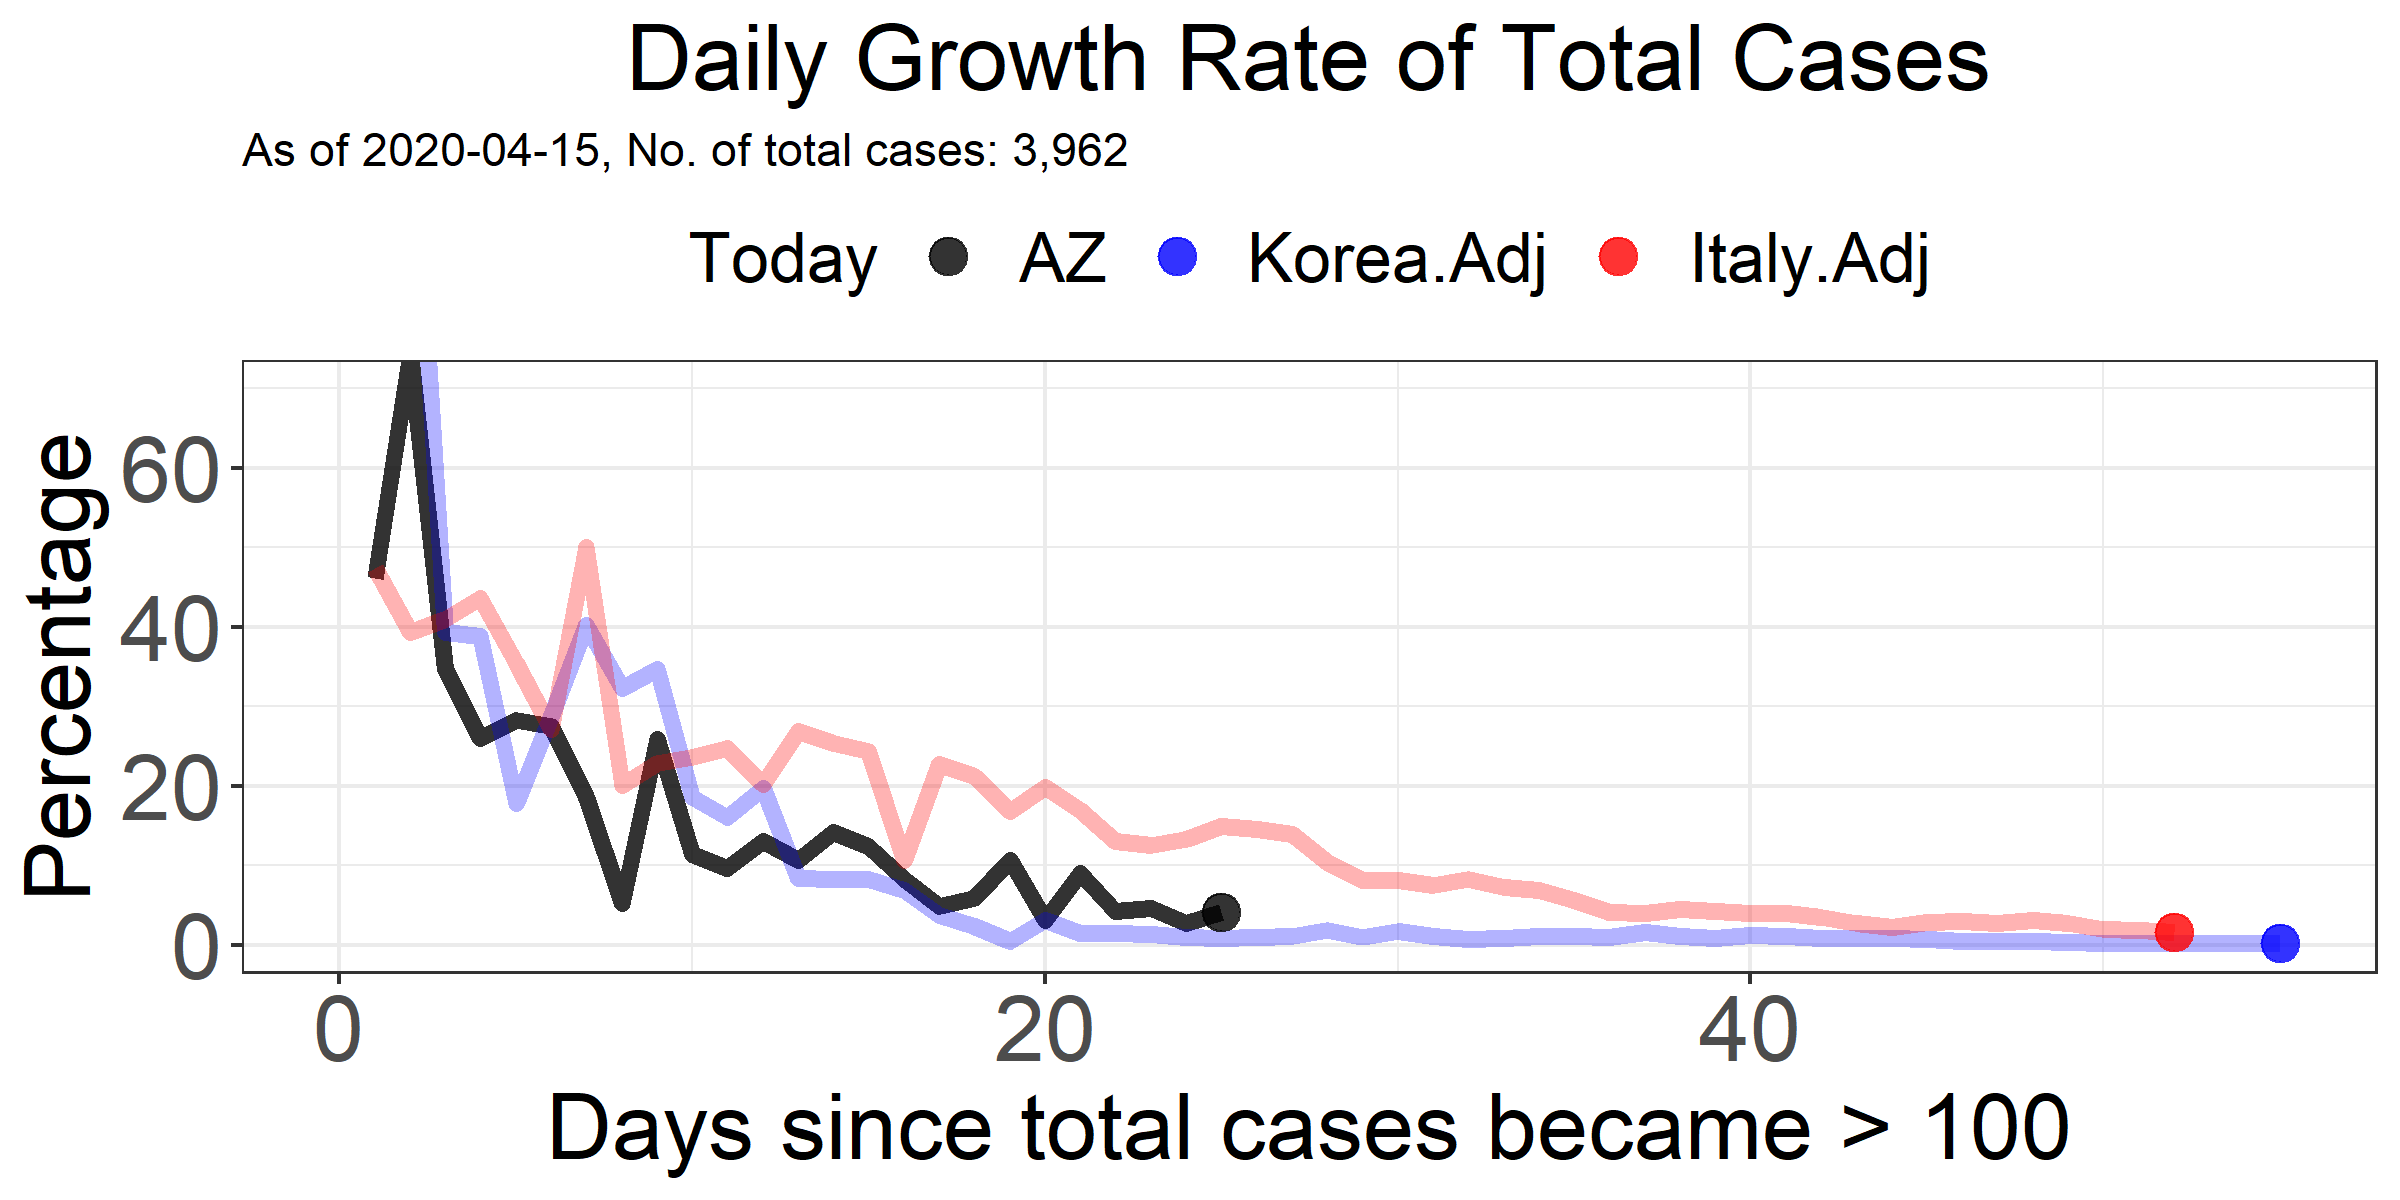 Daily Growth Rate of Total Cases
As of 2020-04-15, No. of total cases: 3,962
Today AZ Korea.Adj Italy.Adj
Percentage
60
40
20
0
0 20 40
Days since total cases became > 100